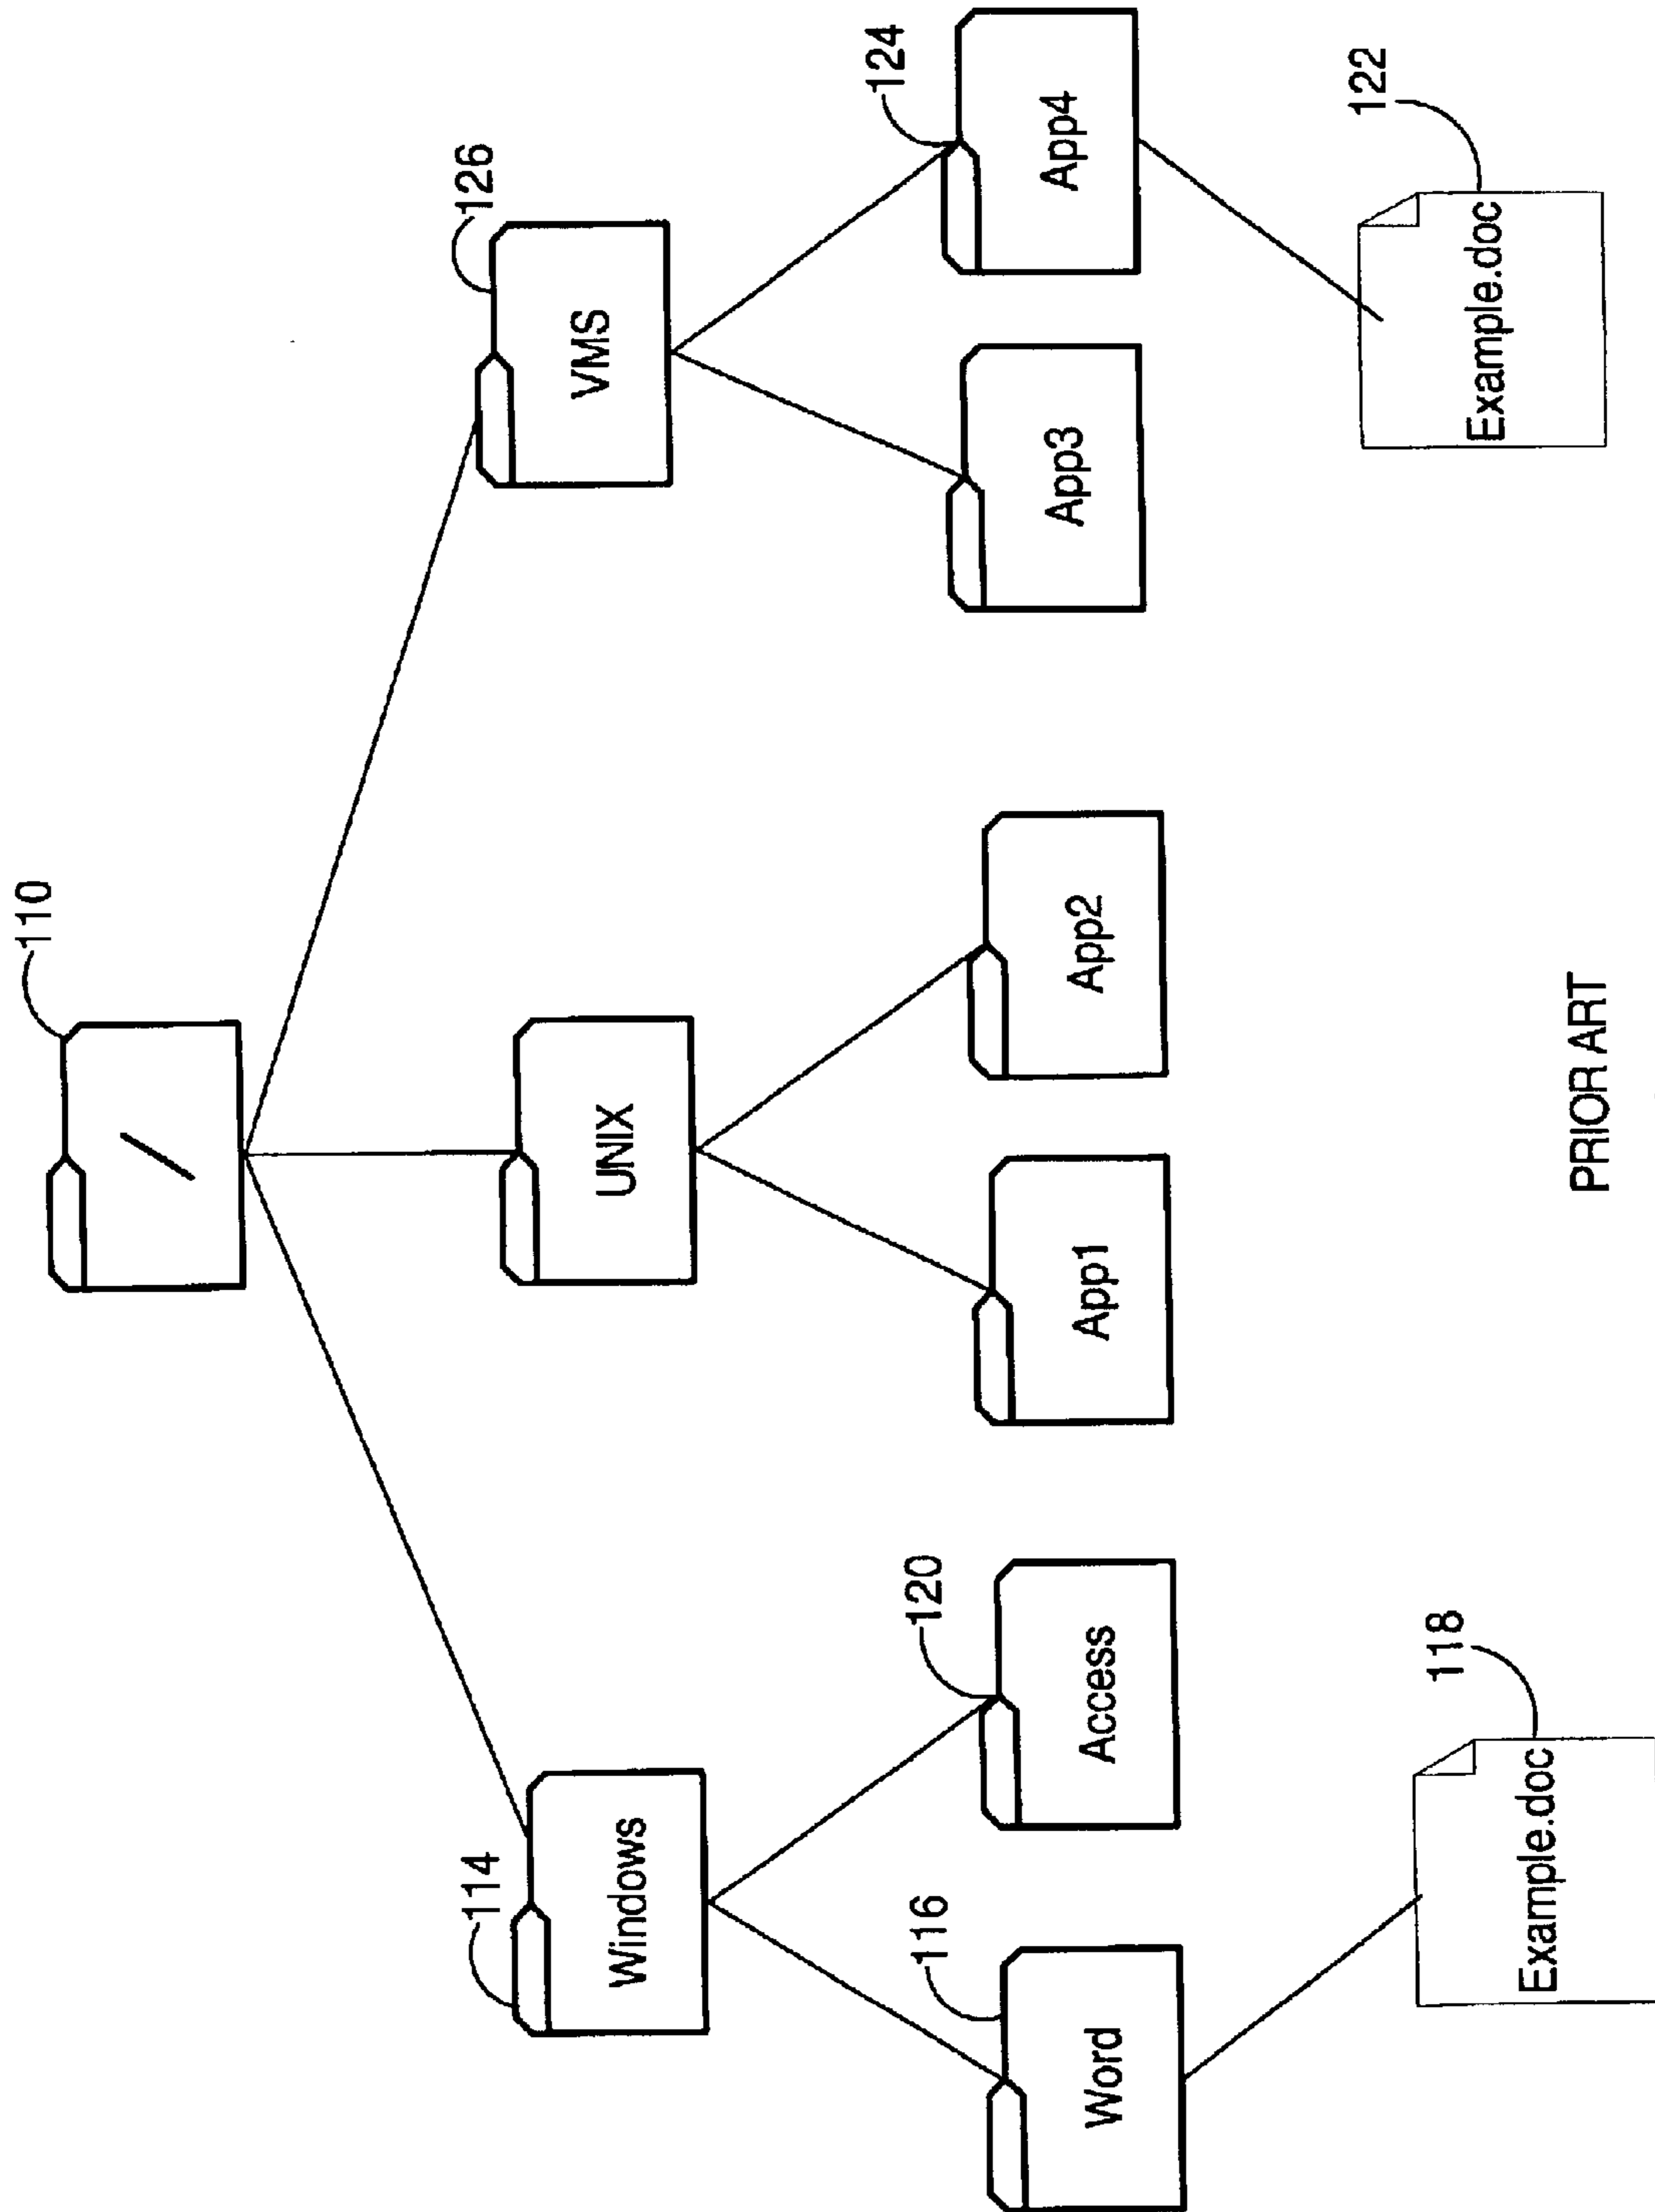 110
/
114
Windows
UNIX
126
VMS
116
Word
120
Access
App1
App2
App3
124
App4
118
Example.doc
122
Example.doc
PRIOR ART